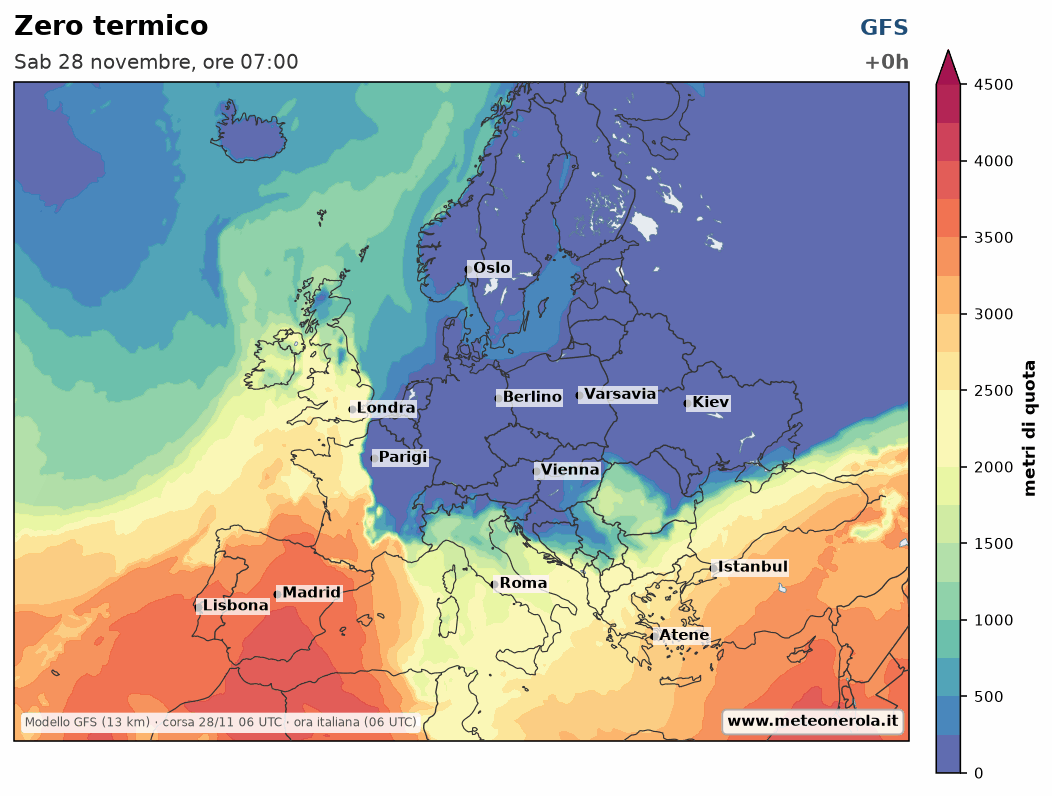 Zero termico
GFS
Sab 28 novembre, ore 07:00
+0h
4500
4000
3500
3000
2500
2000
1500
1000
500
0
metri di quota
Oslo
Londra
Berlino
Varsavia
Kiev
Parigi
Vienna
Istanbul
Roma
Madrid
Lisbona
Atene
Modello GFS (13 km) · corsa 28/11 06 UTC · ora italiana (06 UTC)
www.meteonerola.it